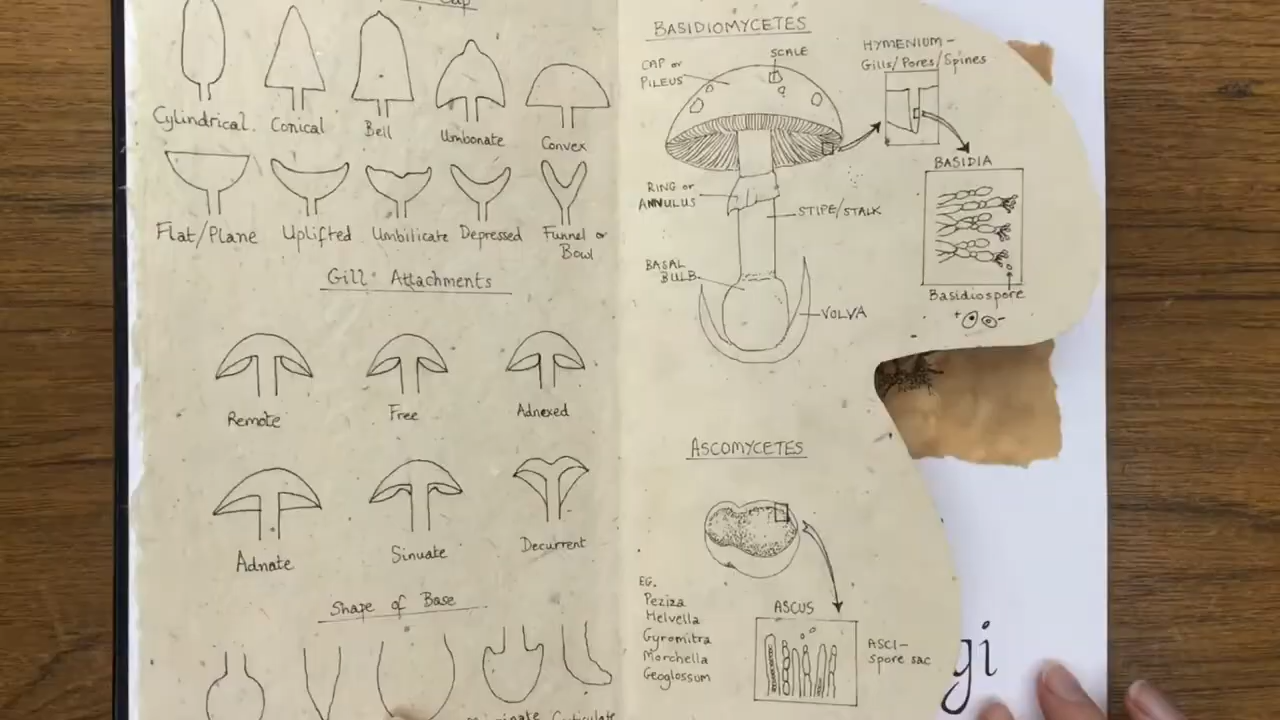 Cap
Cylindrical.
Conical
Bell
Umbonate
Convex
Flat/Plane
Uplifted
Umbilicate
Depressed
Funnel or
Bowl
Gill Attachments
Remote
Free
Adnexed
Adnate
Sinuate
Decurrent
Shape of Base
BASIDIOMYCETES
CAP or
PILEUS
SCALE
HYMENIUM -
Gills/Pores/Spines
BASIDIA
RING or
ANNULUS
STIPE/STALK
BASAL
BULB
VOLVA
Basidiospore
+ -
ASCOMYCETES
EG.
Peziza
Helvella
Gyromitra
Morchella
Geoglossum
ASCUS
ASCI-
spore sac
gi